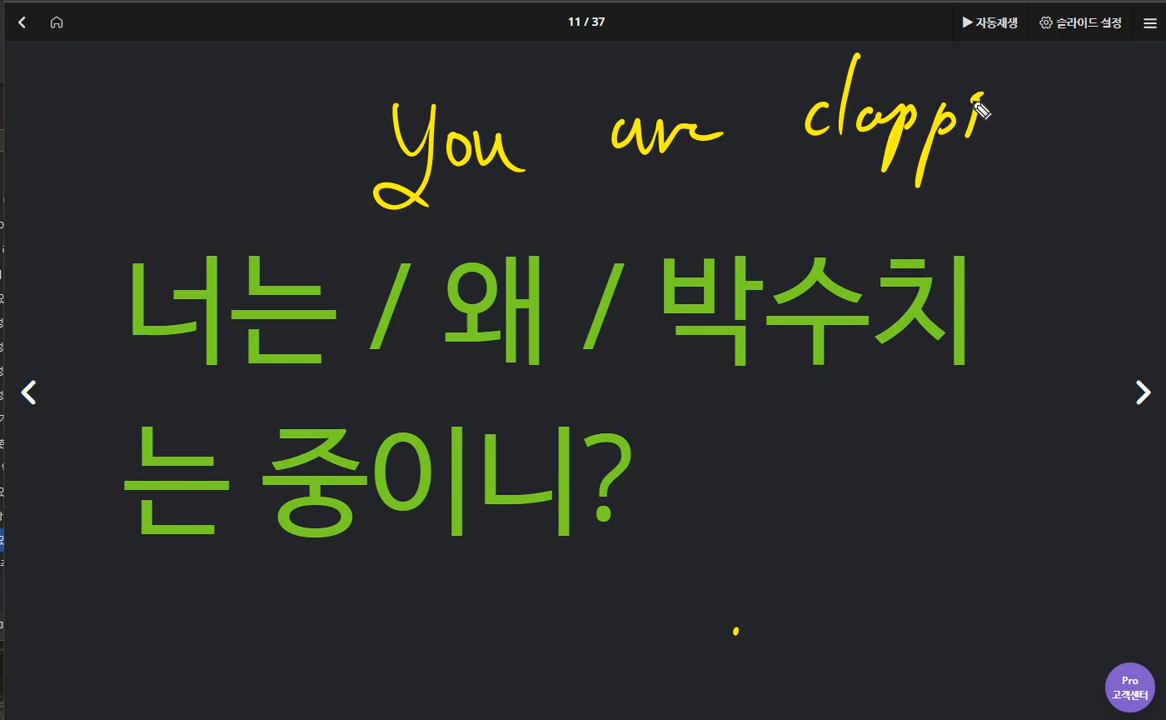 11 / 37
▶ 자동재생
슬라이드 설정
You are clappi
너는 / 왜 / 박수치
는 중이니?
Pro
고객센터